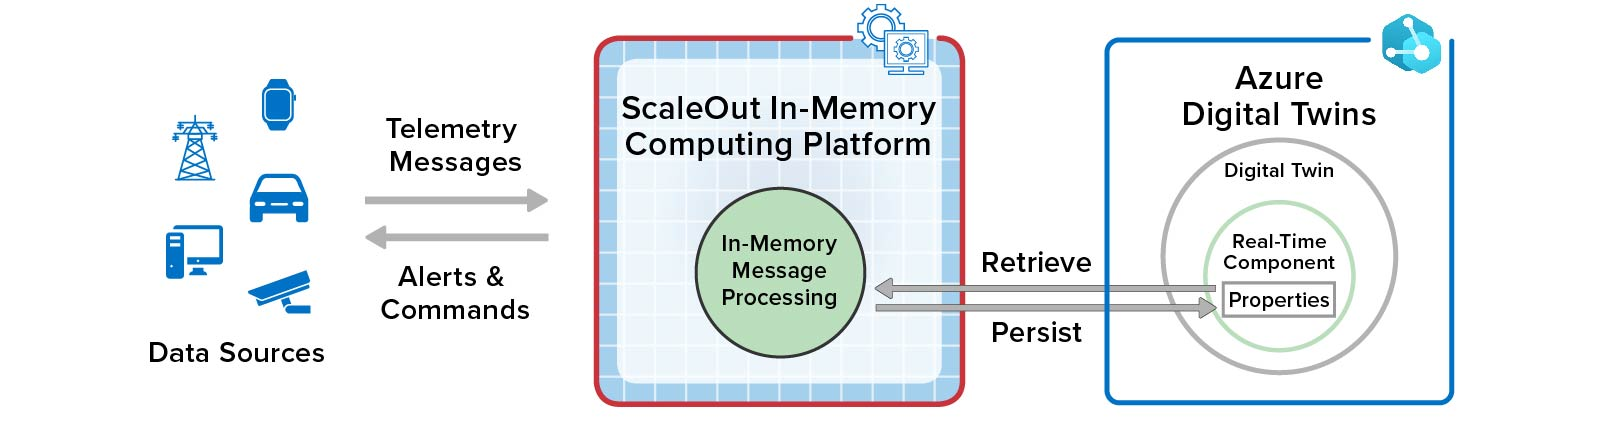 Telemetry
Messages
Alerts &
Commands
Data Sources
ScaleOut In-Memory
Computing Platform
In-Memory
Message
Processing
Retrieve
Persist
Azure
Digital Twins
Digital Twin
Real-Time
Component
Properties